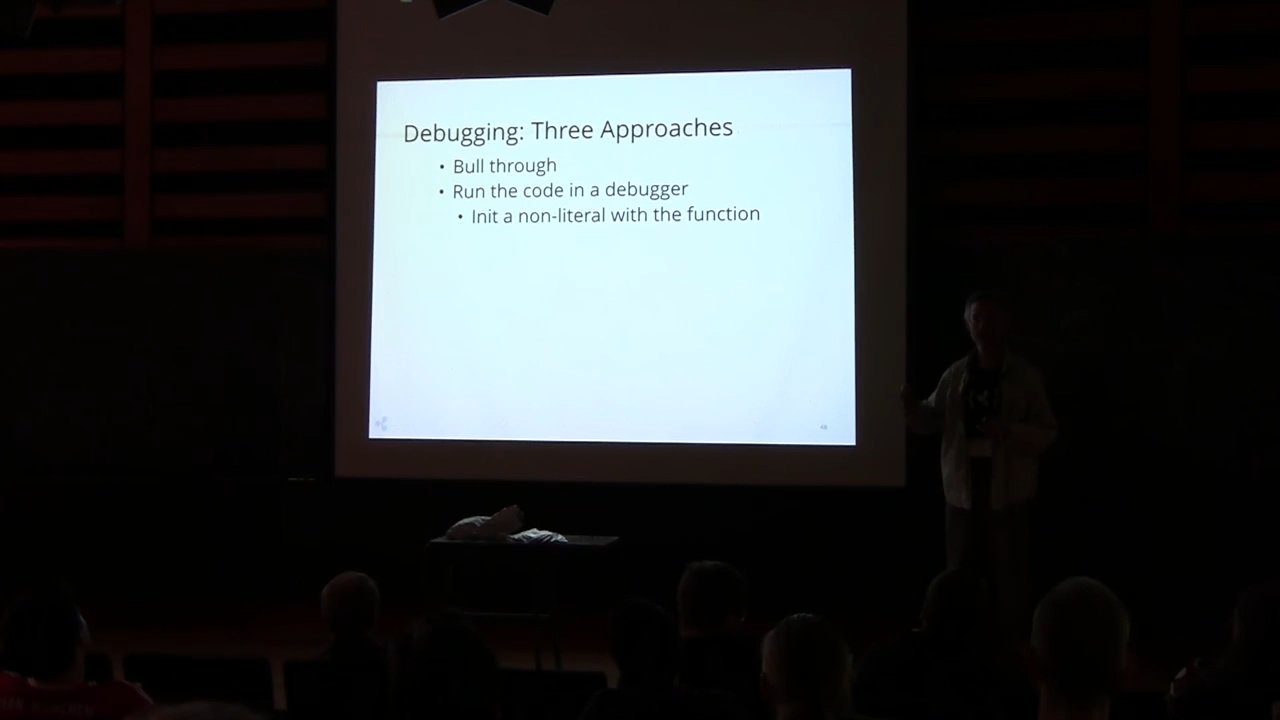 Debugging: Three Approaches
• Bull through
• Run the code in a debugger
• Init a non-literal with the function